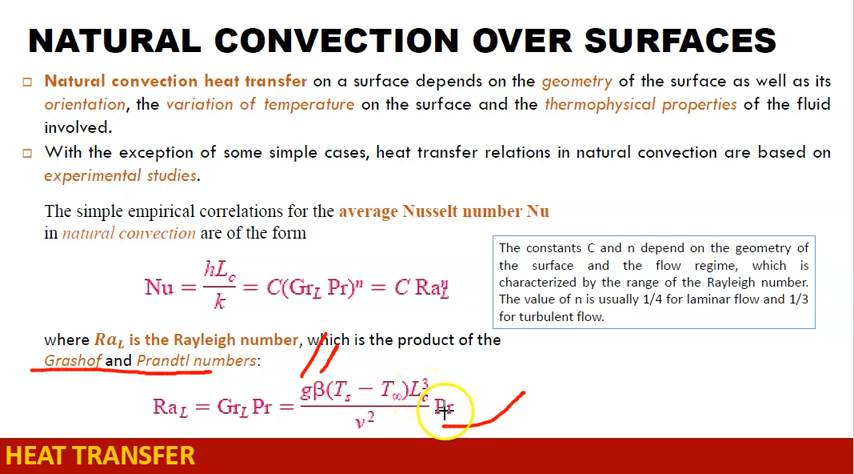 NATURAL CONVECTION OVER SURFACES
Natural convection heat transfer on a surface depends on the geometry of the surface as well as its
orientation, the variation of temperature on the surface and the thermophysical properties of the fluid
involved.
With the exception of some simple cases, heat transfer relations in natural convection are based on
experimental studies.
The simple empirical correlations for the average Nusselt number Nu
in natural convection are of the form
Nu = hL_c/k = C(Gr_L Pr)^n = C Ra_L^n
The constants C and n depend on the geometry of
the surface and the flow regime, which is
characterized by the range of the Rayleigh number.
The value of n is usually 1/4 for laminar flow and 1/3
for turbulent flow.
where Ra_L is the Rayleigh number, which is the product of the
Grashof and Prandtl numbers:
Ra_L = Gr_L Pr = gβ(T_s − T_∞)L_c^3/ν^2 Pr
HEAT TRANSFER